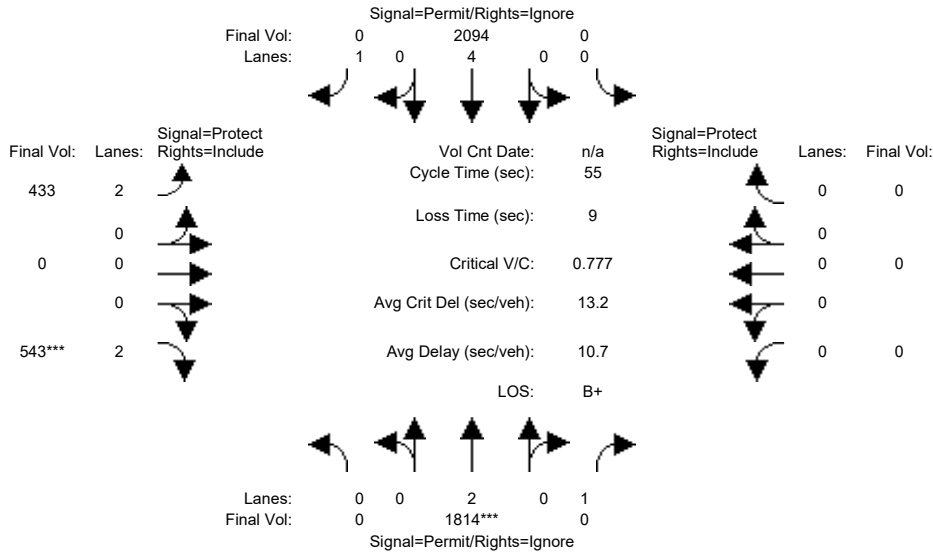 Signal=Permit/Rights=Ignore
Final Vol: 0 2094 0
Lanes: 1 0 4 0 0
Signal=Protect Signal=Protect
Final Vol: Lanes: Rights=Include Vol Cnt Date: n/a Rights=Include Lanes: Final Vol:
Cycle Time (sec): 55
433 2 0 0
Loss Time (sec): 9
0 0
0 0 Critical V/C: 0.777 0 0
0 Avg Crit Del (sec/veh): 13.2 0
543*** 2 Avg Delay (sec/veh): 10.7 0 0
LOS: B+
Lanes: 0 0 2 0 1
Final Vol: 0 1814*** 0
Signal=Permit/Rights=Ignore